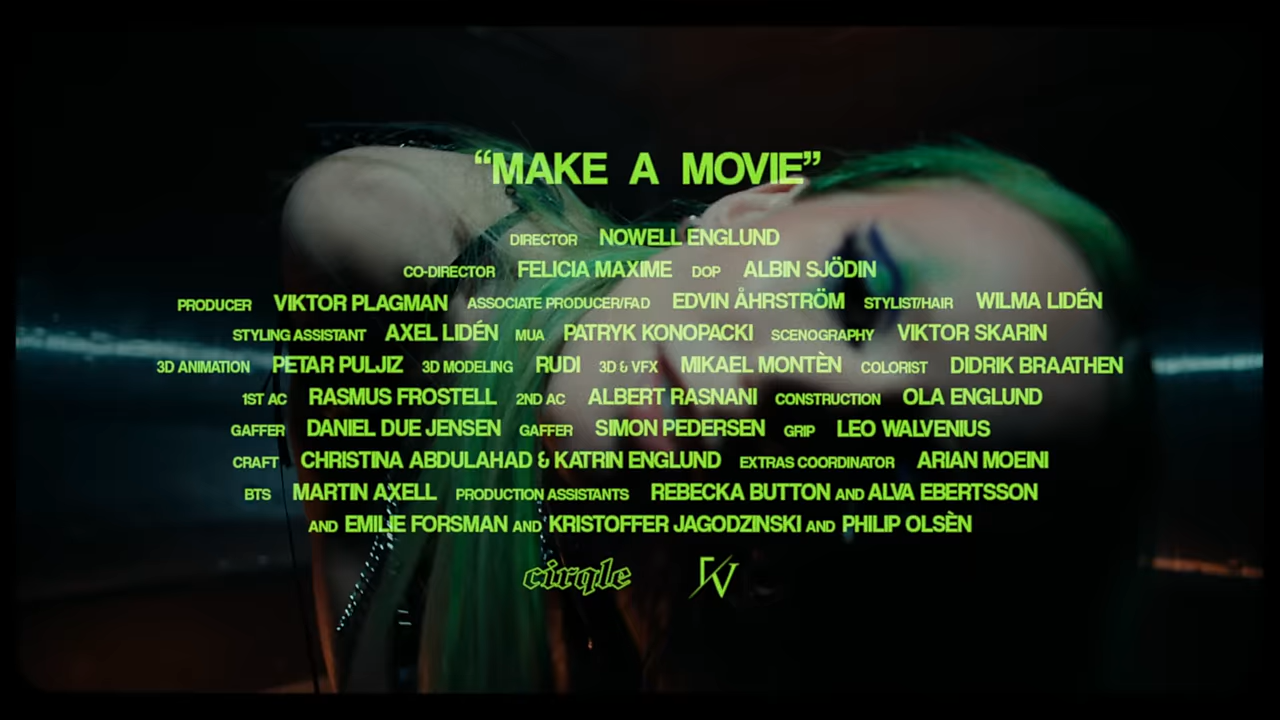 “MAKE A MOVIE”
DIRECTOR NOWELL ENGLUND
CO-DIRECTOR FELICIA MAXIME DOP ALBIN SJÖDIN
PRODUCER VIKTOR PLAGMAN ASSOCIATE PRODUCER/FAD EDVIN ÅHRSTRÖM STYLIST/HAIR WILMA LIDÉN
STYLING ASSISTANT AXEL LIDÉN MUA PATRYK KONOPACKI SCENOGRAPHY VIKTOR SKARIN
3D ANIMATION PETAR PULJIZ 3D MODELING RUDI 3D & VFX MIKAEL MONTÈN COLORIST DIDRIK BRAATHEN
1ST AC RASMUS FROSTELL 2ND AC ALBERT RASNANI CONSTRUCTION OLA ENGLUND
GAFFER DANIEL DUE JENSEN GAFFER SIMON PEDERSEN GRIP LEO WALVENIUS
CRAFT CHRISTINA ABDULAHAD & KATRIN ENGLUND EXTRAS COORDINATOR ARIAN MOEINI
BTS MARTIN AXELL PRODUCTION ASSISTANTS REBECKA BUTTON AND ALVA EBERTSSON
AND EMILIE FORSMAN AND KRISTOFFER JAGODZINSKI AND PHILIP OLSÈN
cirqle